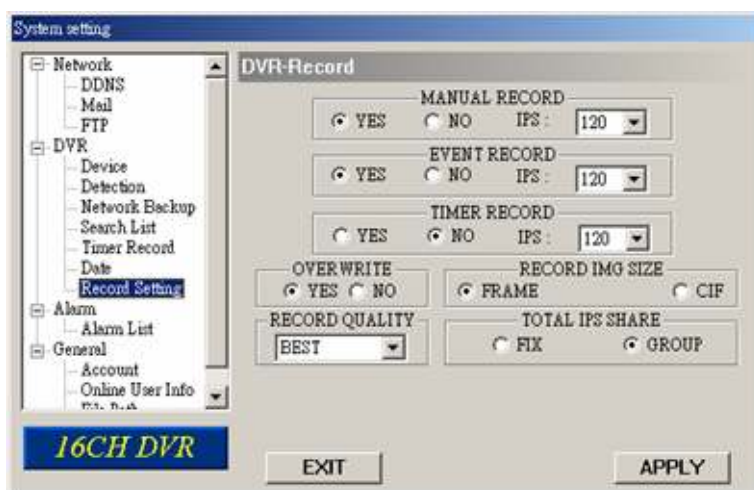 System setting
Network
DDNS
Mail
FTP
DVR
Device
Detection
Network Backup
Search List
Timer Record
Date
Record Setting
Alarm
Alarm List
General
Account
Online User Info
File Path
16CH DVR
DVR-Record
MANUAL RECORD
YES NO IPS : 120
EVENT RECORD
YES NO IPS : 120
TIMER RECORD
YES NO IPS : 120
OVERWRITE
YES NO
RECORD IMG SIZE
FRAME CIF
RECORD QUALITY
BEST
TOTAL IPS SHARE
FIX GROUP
EXIT APPLY